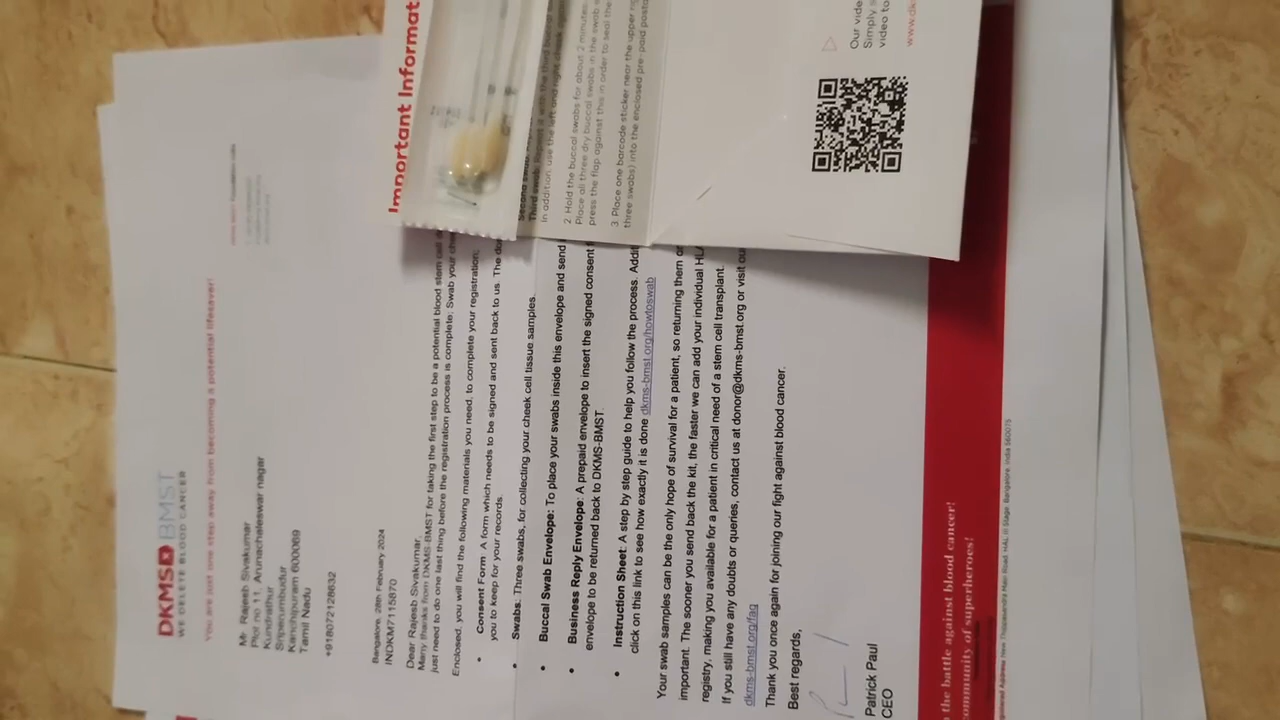 DKMS BMST
WE DELETE BLOOD CANCER
You are just one step away from becoming a potential lifesaver!
Mr. Rajesh Sivakumar
Plot no 11, Arunachaleswar nagar
Kundrathur
Sriperumbudur
Kanchipuram 600069
Tamil Nadu
+918072128632
Bangalore, 28th February 2024
INDKM7115870
Dear Rajesh Sivakumar,
Many thanks from DKMS-BMST for taking the first step to be a potential blood stem cell
just need to do one last thing before the registration process is complete: Swab your
Enclosed, you will find the following materials you need, to complete your registration;
• Consent Form A form which needs to be signed and sent back to us. The
you to keep for your records.
• Swabs: Three swabs, for collecting your cheek cell tissue samples.
• Buccal Swab Envelope: To place your swabs inside this envelope and send
• Business Reply Envelope: A prepaid envelope to insert the signed consent
envelope to be returned back to DKMS-BMST.
• Instruction Sheet: A step by step guide to help you follow the process.
click on this link to see how exactly it is done dkms-bmst.org/howtoswab
Your swab samples can be the only hope of survival for a patient, so returning them
important. The sooner you send back the kit, the faster we can add your individual
registry, making you available for a patient in critical need of a stem cell transplant.
If you still have any doubts or queries, contact us at donor@dkms-bmst.org or visit
dkms-bmst.org/faq
Thank you once again for joining our fight against blood cancer.
Best regards,
Patrick Paul
CEO
the battle against blood cancer!
community of superheroes!
Address New Thippasandra Main Road, HAL III Stage, Bangalore, India 560075
Important Informat
Third swab: Repeat it with the third buccal
In addition, use the left and right cheek
2. Hold the buccal swabs for about 2 minutes
Place all three dry buccal swabs in the swab
press the flap against this in order to seal the
3. Place one barcode sticker near the upper
three swabs) into the enclosed pre-paid
Our vide
Simply
video to
www.dk